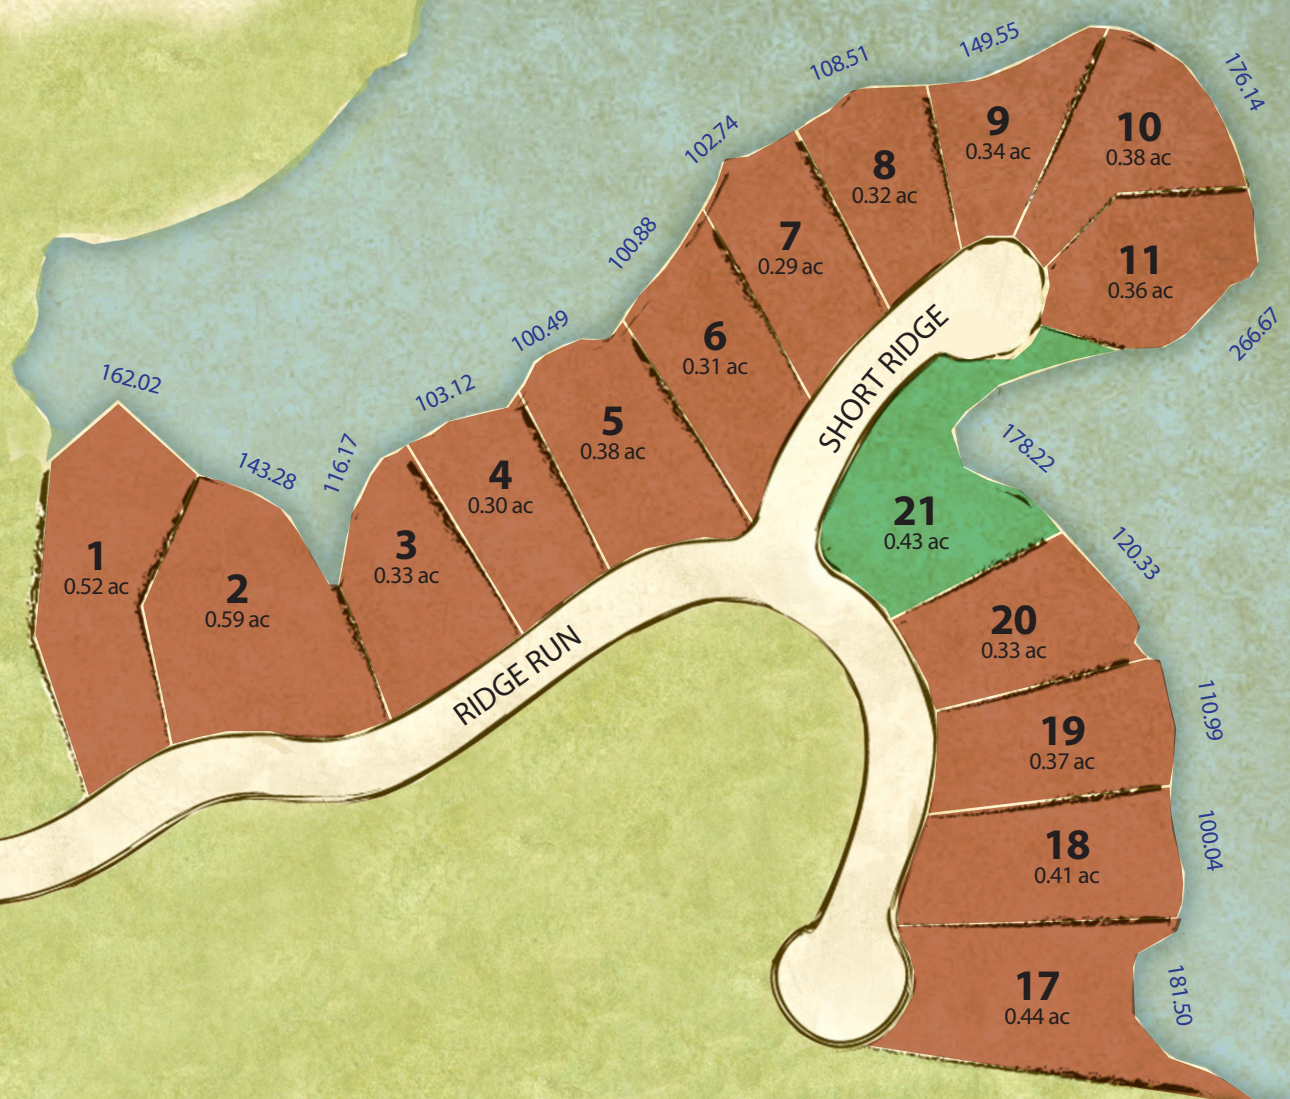 149.55
108.51
176.14
102.74
9
0.34 ac
10
0.38 ac
8
0.32 ac
100.88
7
0.29 ac
11
0.36 ac
100.49
266.67
6
0.31 ac
SHORT RIDGE
162.02
103.12
5
0.38 ac
178.22
116.17
143.28
4
0.30 ac
21
0.43 ac
120.33
3
0.33 ac
1
0.52 ac
2
0.59 ac
20
0.33 ac
RIDGE RUN
110.99
19
0.37 ac
100.04
18
0.41 ac
17
0.44 ac
181.50